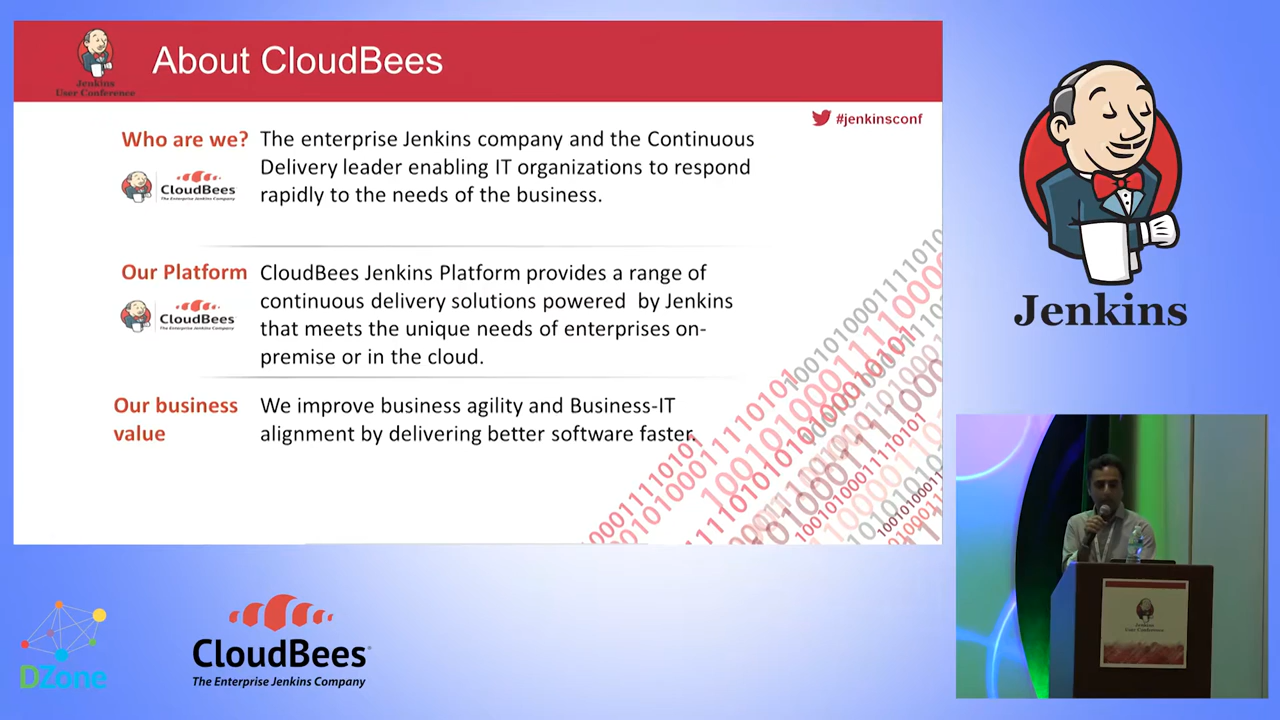 About CloudBees
Jenkins
User Conference
#jenkinsconf
Who are we?
The enterprise Jenkins company and the Continuous
Delivery leader enabling IT organizations to respond
rapidly to the needs of the business.
CloudBees
The Enterprise Jenkins Company
Our Platform
CloudBees Jenkins Platform provides a range of
continuous delivery solutions powered  by Jenkins
that meets the unique needs of enterprises on-
premise or in the cloud.
CloudBees
The Enterprise Jenkins Company
Our business
value
We improve business agility and Business-IT
alignment by delivering better software faster.
Jenkins
Jenkins
User Conference
DZone
CloudBees
The Enterprise Jenkins Company